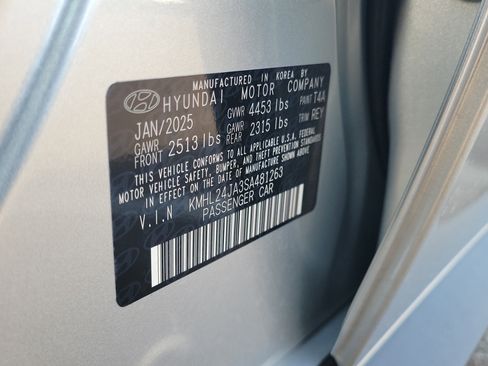 MANUFACTURED IN KOREA BY
HYUNDAI MOTOR COMPANY
JAN/2025 GVWR 4453 lbs PAINT T4A
GAWR FRONT 2513 lbs GAWR REAR 2315 lbs TRIM REY
THIS VEHICLE CONFORMS TO ALL APPLICABLE U.S.A. FEDERAL
MOTOR VEHICLE SAFETY, BUMPER, AND THEFT PREVENTION STANDARDS
IN EFFECT ON THE DATE OF MANUFACTURE SHOWN ABOVE.
V.I.N KMHL24JA3SA481263
PASSENGER CAR